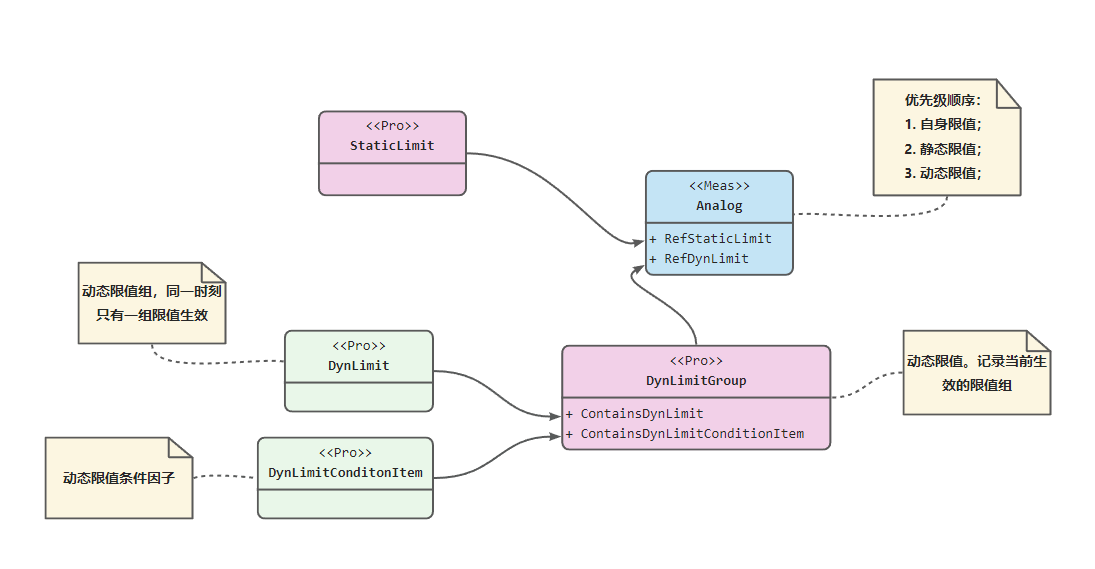 优先级顺序：
1. 自身限值；
2. 静态限值；
3. 动态限值；
<<Pro>>
StaticLimit
<<Meas>>
Analog
+ RefStaticLimit
+ RefDynLimit
动态限值组，同一时刻
只有一组限值生效
<<Pro>>
DynLimit
<<Pro>>
DynLimitGroup
+ ContainsDynLimit
+ ContainsDynLimitConditionItem
动态限值。记录当前生
效的限值组
动态限值条件因子
<<Pro>>
DynLimitConditonItem